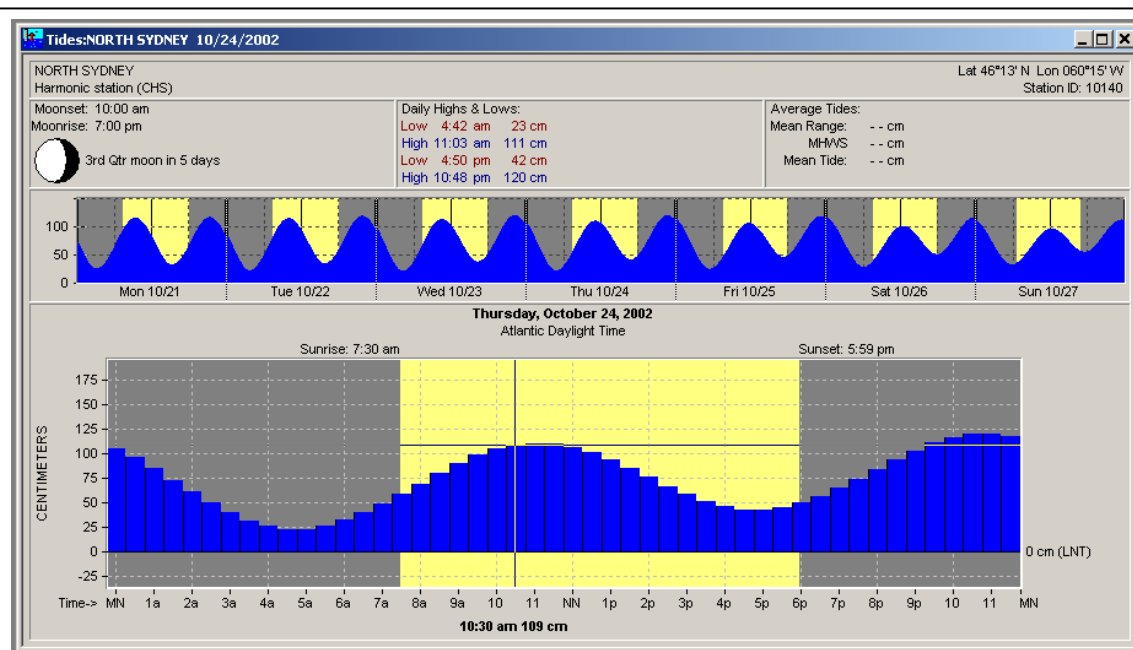 Tides:NORTH SYDNEY 10/24/2002
NORTH SYDNEY
Lat 46°13' N Lon 060°15' W
Harmonic station (CHS)
Station ID: 10140
Moonset: 10:00 am
Moonrise: 7:00 pm
3rd Qtr moon in 5 days
Daily Highs & Lows:
Low 4:42 am 23 cm
High 11:03 am 111 cm
Low 4:50 pm 42 cm
High 10:48 pm 120 cm
Average Tides:
Mean Range: - - cm
MHWS - - cm
Mean Tide: - - cm
100
50
0
Mon 10/21 Tue 10/22 Wed 10/23 Thu 10/24 Fri 10/25 Sat 10/26 Sun 10/27
Thursday, October 24, 2002
Atlantic Daylight Time
Sunrise: 7:30 am Sunset: 5:59 pm
CENTIMETERS
175
150
125
100
75
50
25
0
-25
0 cm (LNT)
Time-> MN 1a 2a 3a 4a 5a 6a 7a 8a 9a 10 11 NN 1p 2p 3p 4p 5p 6p 7p 8p 9p 10 11 MN
10:30 am 109 cm